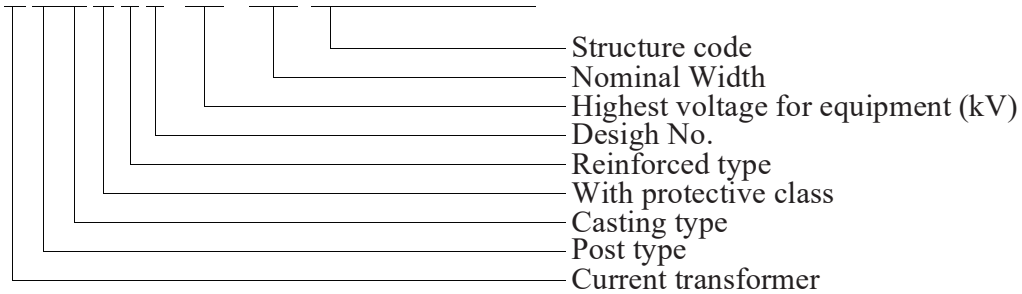 Structure code
Nominal Width
Highest voltage for equipment (kV)
Desigh No.
Reinforced type
With protective class
Casting type
Post type
Current transformer